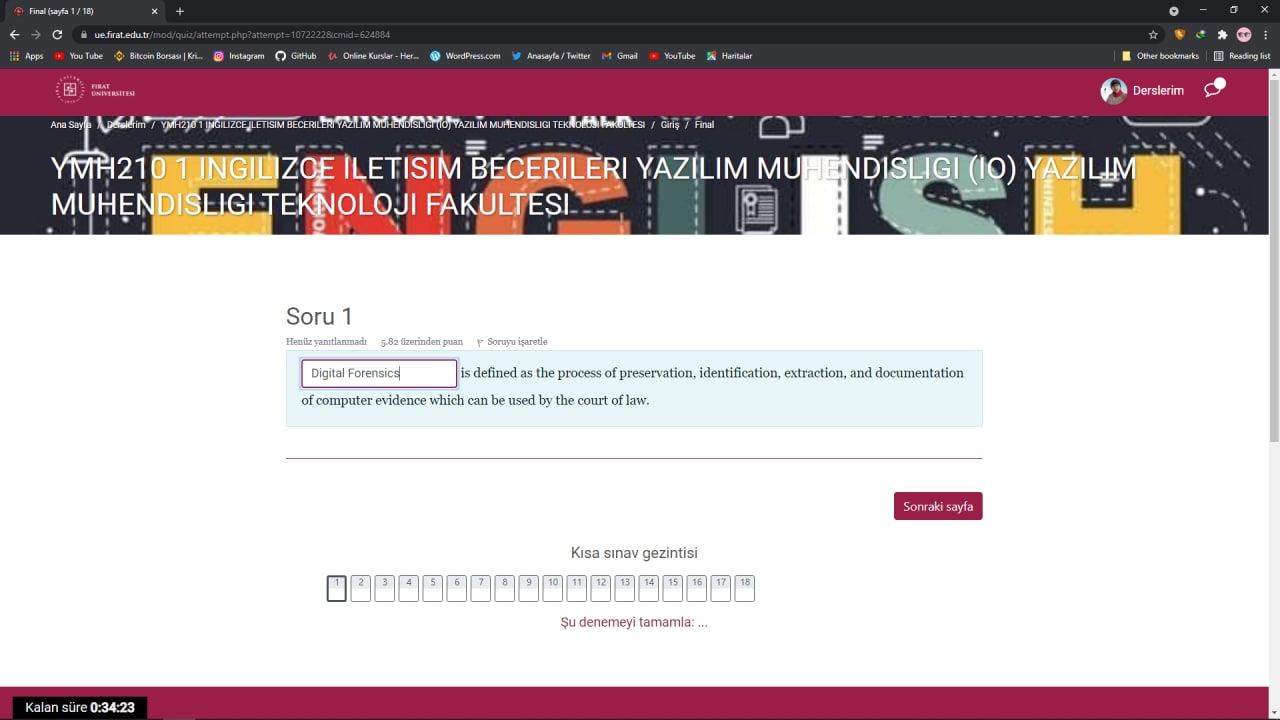 Final (sayfa 1 / 18)
ue.firat.edu.tr/mod/quiz/attempt.php?attempt=1072222&cmid=624884
Apps You Tube Bitcoin Borsası | Kri... Instagram GitHub Online Kurslar - Her... WordPress.com Anasayfa / Twitter Gmail YouTube Haritalar Other bookmarks Reading list
FIRAT
ÜNİVERSİTESİ
Derslerim
Ana Sayfa / Derslerim / YMH210 1 INGILIZCE ILETISIM BECERILERI YAZILIM MUHENDISLIGI (IO) YAZILIM MUHENDISLIGI TEKNOLOJI FAKULTESI / Giriş / Final
YMH210 1 INGILIZCE ILETISIM BECERILERI YAZILIM MUHENDISLIGI (IO) YAZILIM
MUHENDISLIGI TEKNOLOJI FAKULTESI
ENGLISH
Soru 1
Henüz yanıtlanmadı 5.82 üzerinden puan Soruyu işaretle
Digital Forensics is defined as the process of preservation, identification, extraction, and documentation
of computer evidence which can be used by the court of law.
Sonraki sayfa
Kısa sınav gezintisi
1 2 3 4 5 6 7 8 9 10 11 12 13 14 15 16 17 18
Şu denemeyi tamamla: ...
Kalan süre 0:34:23